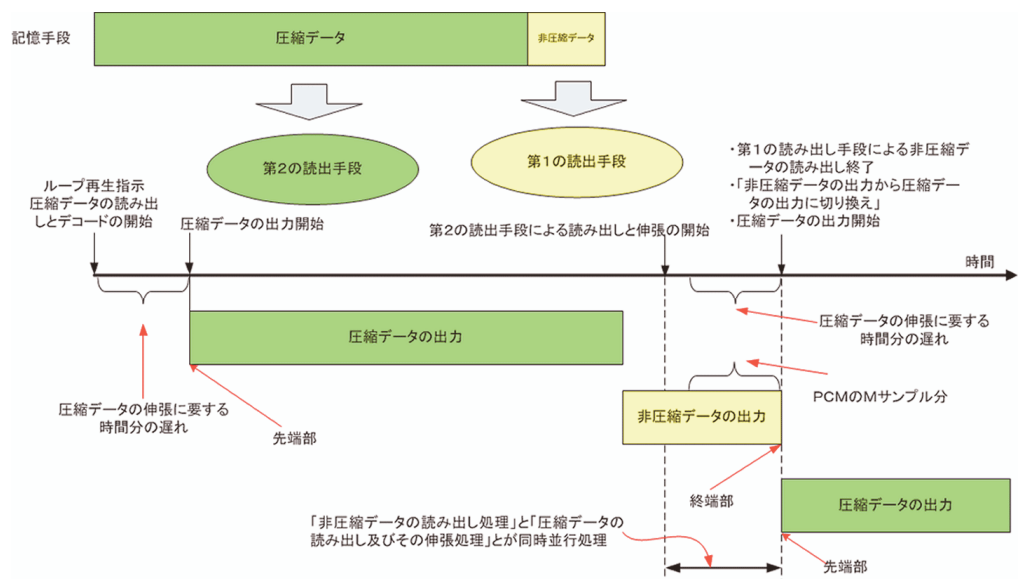 記憶手段
圧縮データ
非圧縮データ
第2の読出手段
第1の読出手段
・第1の読み出し手段による非圧縮デ
ータの読み出し終了
・「非圧縮データの出力から圧縮デー
タの出力に切り換え」
・圧縮データの出力開始
ループ再生指示
圧縮データの読み出
しとデコードの開始
圧縮データの出力開始
第2の読出手段による読み出しと伸張の開始
時間
圧縮データの出力
圧縮データの伸張に要する
時間分の遅れ
圧縮データの伸張に要する
時間分の遅れ
先端部
PCMのMサンプル分
非圧縮データの出力
終端部
圧縮データの出力
「非圧縮データの読み出し処理」と「圧縮データの
読み出し及びその伸張処理」とが同時並行処理
先端部